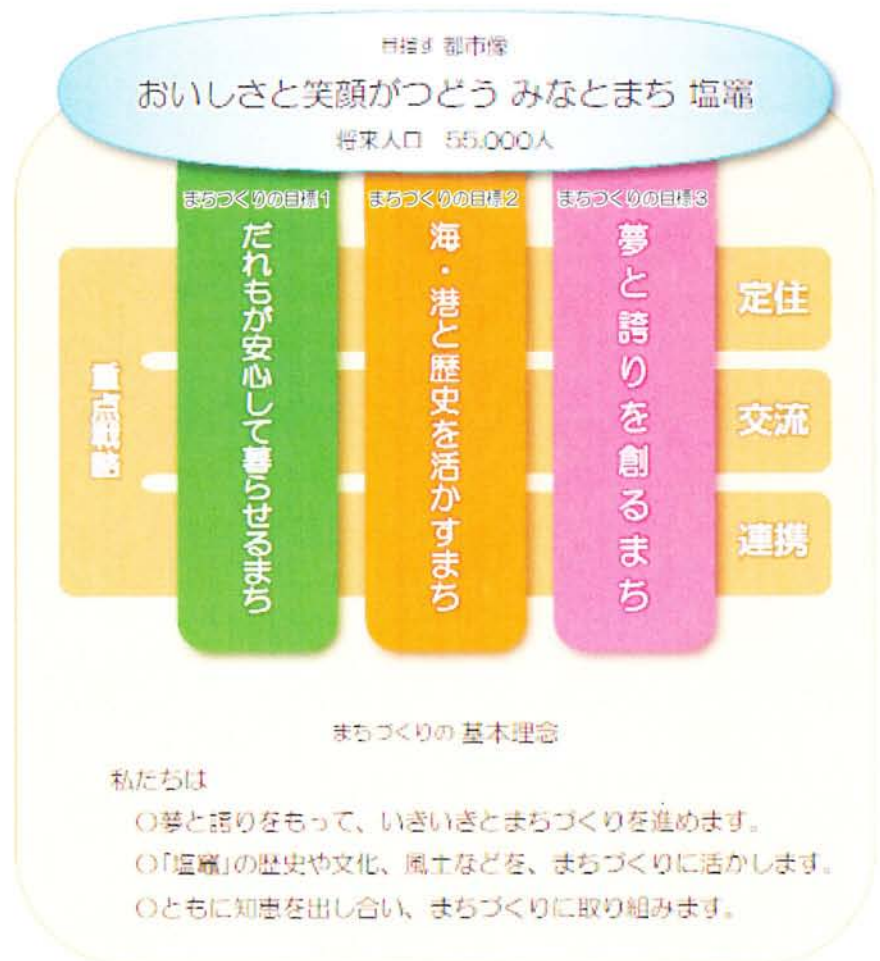 目指す 都市像
おいしさと笑顔がつどう みなとまち 塩竈
将来人口　55,000人
まちづくりの目標1
まちづくりの目標2
まちづくりの目標3
だれもが安心して暮らせるまち
海・港と歴史を活かすまち
夢と誇りを創るまち
重点戦略
定住
交流
連携
まちづくりの 基本理念
私たちは
○夢と誇りをもって、いきいきとまちづくりを進めます。
○「塩竈」の歴史や文化、風土などを、まちづくりに活かします。
○ともに知恵を出し合い、まちづくりに取り組みます。